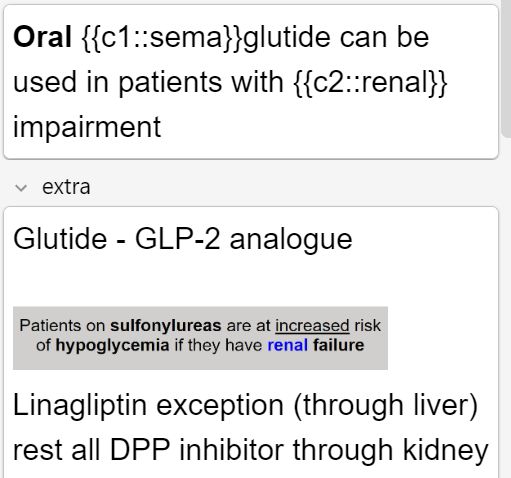 Oral {{c1::sema}}glutide can be
used in patients with {{c2::renal}}
impairment
extra
Glutide - GLP-2 analogue
Patients on sulfonylureas are at increased risk
of hypoglycemia if they have renal failure
Linagliptin exception (through liver)
rest all DPP inhibitor through kidney